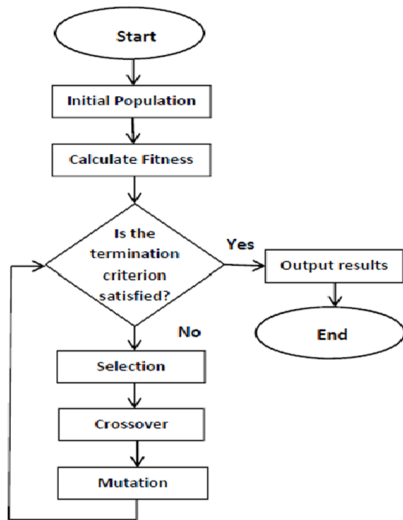 Start
Initial Population
Calculate Fitness
Is the
termination
criterion
satisfied?
Yes
Output results
End
No
Selection
Crossover
Mutation